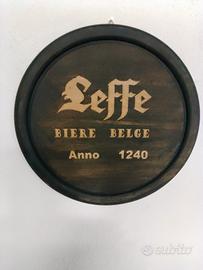 Leffe
BIERE BELGE
Anno 1240
subito